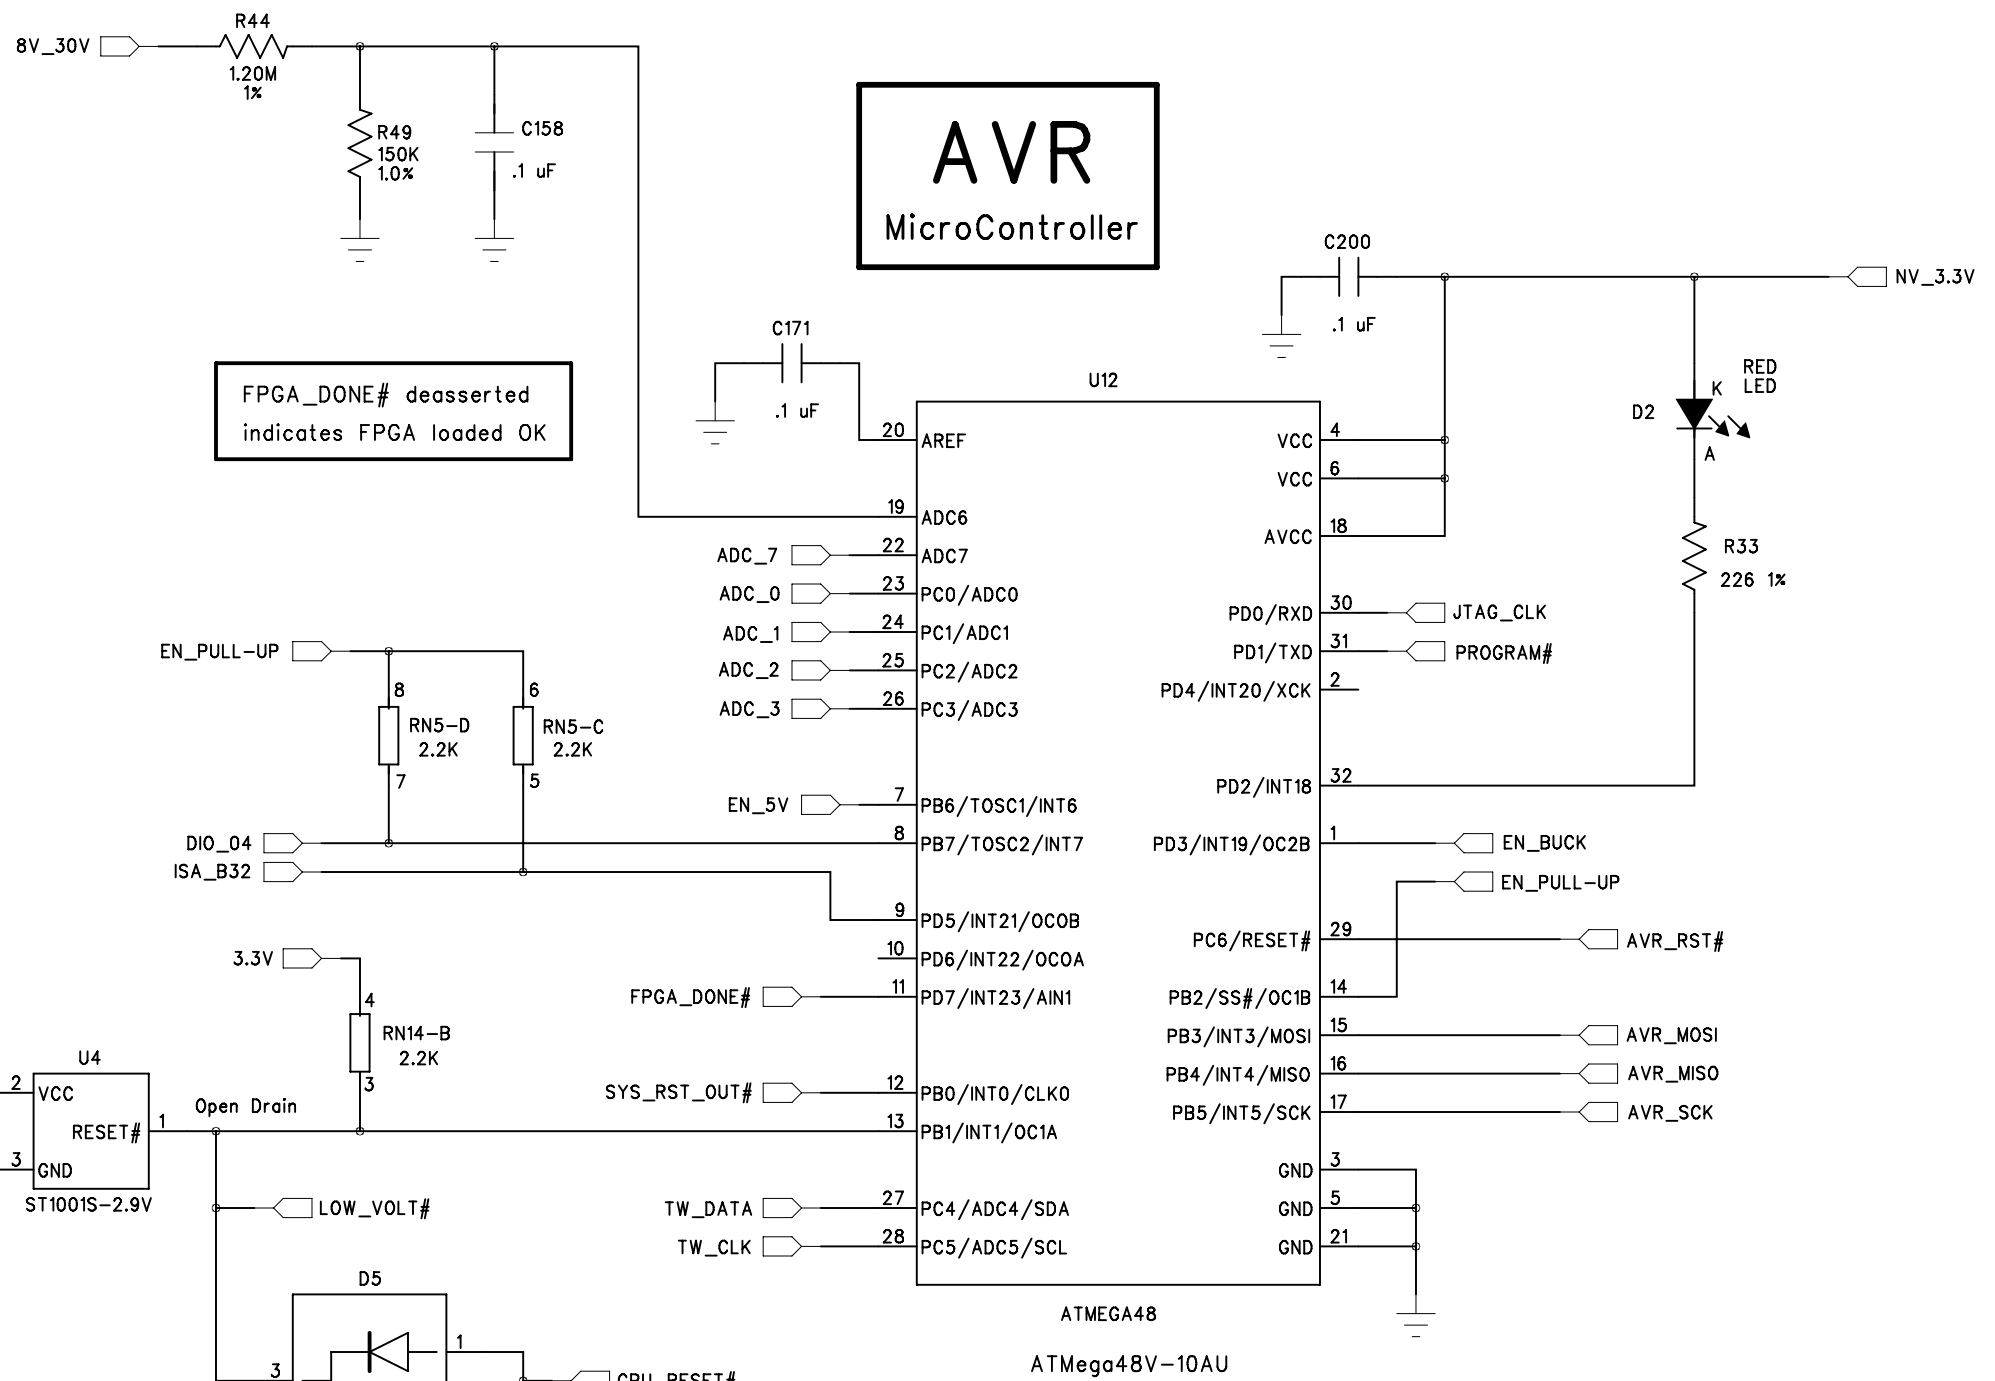 R44
8V_30V
1.20M
1%
R49
150K
1.0%
C158
.1 uF
AVR
MicroController
C200
.1 uF
NV_3.3V
C171
.1 uF
FPGA_DONE# deasserted
indicates FPGA loaded OK
RED
LED
K
D2
A
R33
226 1%
U12
20 AREF
19 ADC6
ADC_7 22 ADC7
ADC_0 23 PC0/ADC0
ADC_1 24 PC1/ADC1
ADC_2 25 PC2/ADC2
ADC_3 26 PC3/ADC3
EN_5V 7 PB6/TOSC1/INT6
DIO_04 8 PB7/TOSC2/INT7
ISA_B32 9 PD5/INT21/OC0B
10 PD6/INT22/OC0A
FPGA_DONE# 11 PD7/INT23/AIN1
SYS_RST_OUT# 12 PB0/INT0/CLKO
13 PB1/INT1/OC1A
TW_DATA 27 PC4/ADC4/SDA
TW_CLK 28 PC5/ADC5/SCL
VCC 4
VCC 6
AVCC 18
PD0/RXD 30 JTAG_CLK
PD1/TXD 31 PROGRAM#
PD4/INT20/XCK 2
PD2/INT18 32
PD3/INT19/OC2B 1 EN_BUCK
EN_PULL-UP
PC6/RESET# 29 AVR_RST#
PB2/SS#/OC1B 14
PB3/INT3/MOSI 15 AVR_MOSI
PB4/INT4/MISO 16 AVR_MISO
PB5/INT5/SCK 17 AVR_SCK
GND 3
GND 5
GND 21
ATMEGA48
ATMega48V-10AU
EN_PULL-UP
8
RN5-D
2.2K
7
6
RN5-C
2.2K
5
3.3V
4
RN14-B
2.2K
3
U4
2 VCC
RESET# 1
3 GND
ST1001S-2.9V
Open Drain
LOW_VOLT#
D5
1
3
CPU_RESET#